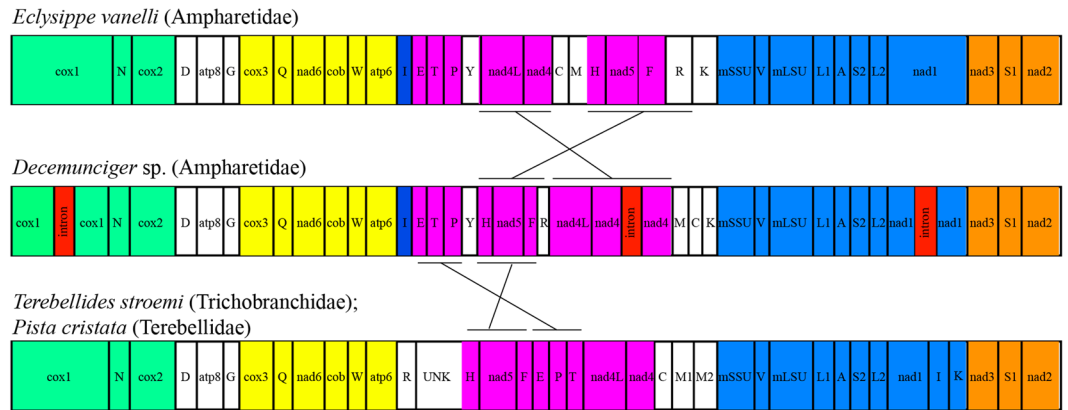 Eclysippe vanelli (Ampharetidae)
cox1 N cox2 D atp8 G cox3 Q nad6 cob W atp6 I E T P Y nad4L nad4 C M H nad5 F R K mSSU V mLSU L1 A S2 L2 nad1 nad3 S1 nad2
Decemunciger sp. (Ampharetidae)
cox1 intron cox1 N cox2 D atp8 G cox3 Q nad6 cob W atp6 I E T P Y H nad5 F R nad4L nad4 intron nad4 M C K mSSU V mLSU L1 A S2 L2 nad1 intron nad1 nad3 S1 nad2
Terebellides stroemi (Trichobranchidae);
Pista cristata (Terebellidae)
cox1 N cox2 D atp8 G cox3 Q nad6 cob W atp6 R UNK H nad5 F E P T nad4L nad4 C M1 M2 mSSU V mLSU L1 A S2 L2 nad1 I K nad3 S1 nad2